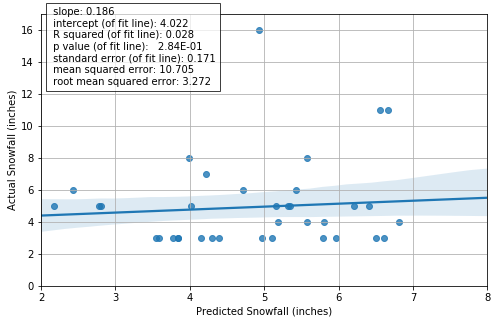 slope: 0.186
intercept (of fit line): 4.022
R squared (of fit line): 0.028
p value (of fit line):   2.84E-01
standard error (of fit line): 0.171
mean squared error: 10.705
root mean squared error: 3.272
16
14
12
10
8
6
4
2
0
Actual Snowfall (inches)
2 3 4 5 6 7 8
Predicted Snowfall (inches)